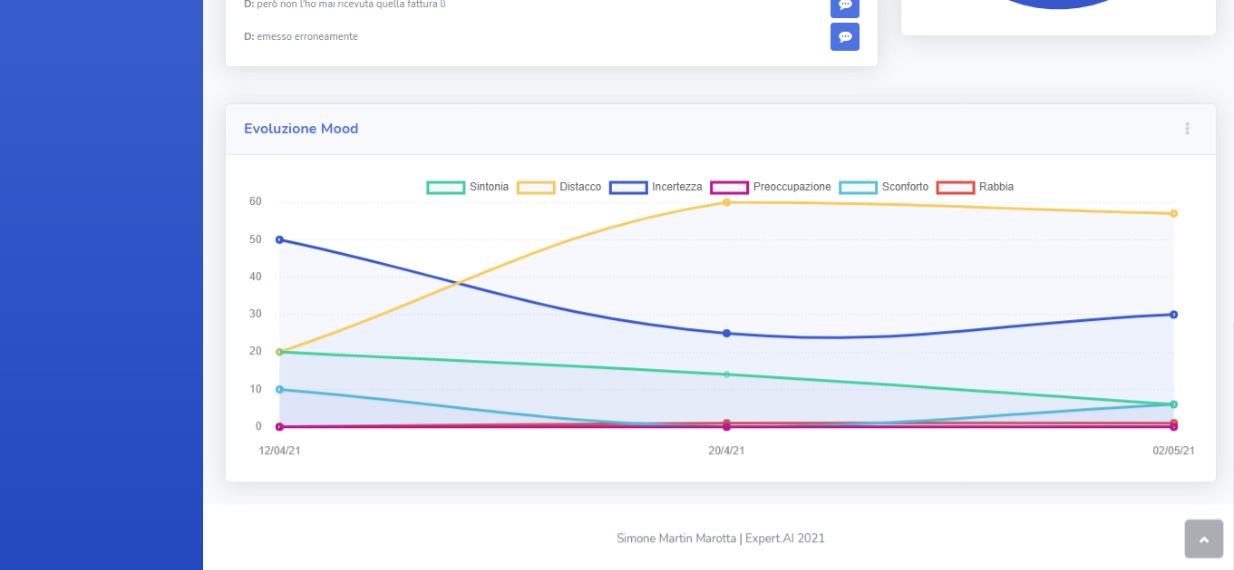 D: però non l'ho mai ricevuta quella fattura lì
D: emesso erroneamente
Evoluzione Mood
Sintonia Distacco Incertezza Preoccupazione Sconforto Rabbia
60
50
40
30
20
10
0
12/04/21 20/4/21 02/05/21
Simone Martin Marotta | Expert.AI 2021